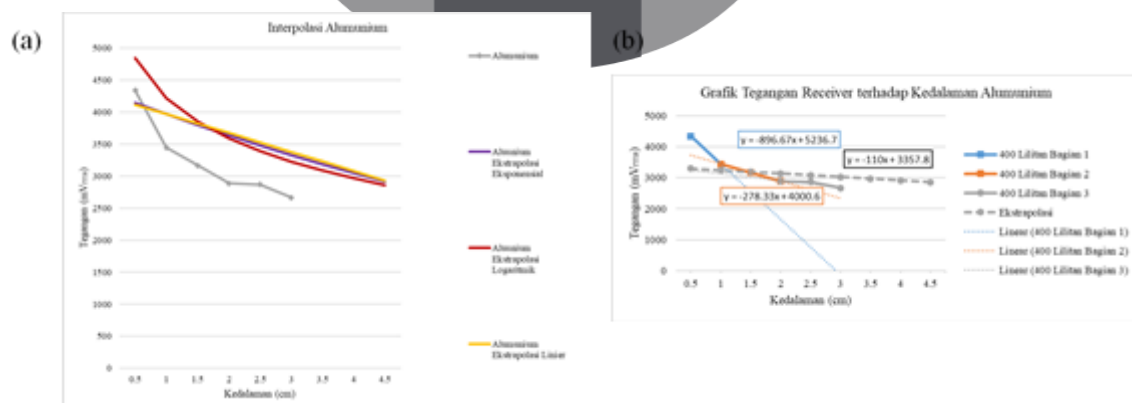 (a)
Interpolasi Alumunium
Tegangan (mVrms)
5000
4500
4000
3500
3000
2500
2000
1500
1000
500
0
0.5 1 1.5 2 2.5 3 3.5 4 4.5
Kedalaman (cm)
Alumunium
Alumunium
Ekstrapolasi
Eksponensial
Alumunium
Ekstrapolasi
Logaritmik
Alumunium
Ekstrapolasi Linier
(b)
Grafik Tegangan Receiver terhadap Kedalaman Alumunium
Tegangan (mVrms)
5000
4000
3000
2000
1000
0
y = -896.67x + 5236.7
y = -110x + 3357.8
y = -278.33x + 4000.6
0.5 1 1.5 2 2.5 3 3.5 4 4.5
Kedalaman (cm)
400 Lilitan Bagian 1
400 Lilitan Bagian 2
400 Lilitan Bagian 3
Ekstrapolasi
Linear (400 Lilitan Bagian 1)
Linear (400 Lilitan Bagian 2)
Linear (400 Lilitan Bagian 3)